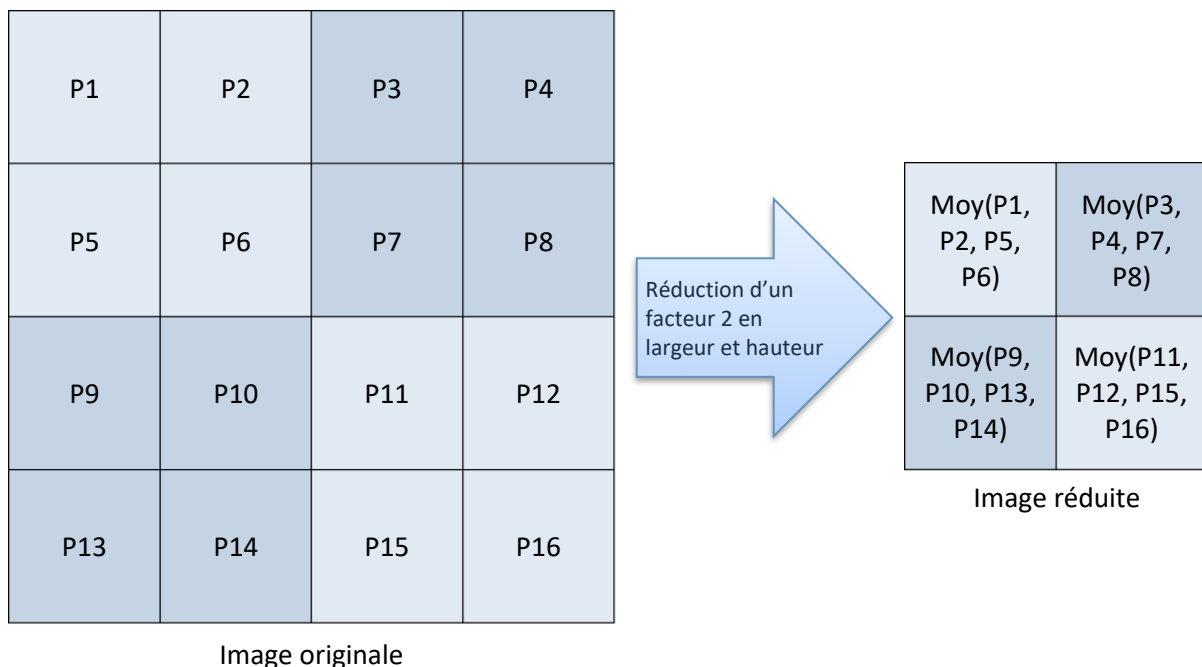 P1 P2 P3 P4
P5 P6 P7 P8
P9 P10 P11 P12
P13 P14 P15 P16
Image originale
Réduction d’un
facteur 2 en
largeur et hauteur
Moy(P1,
P2, P5,
P6)
Moy(P3,
P4, P7,
P8)
Moy(P9,
P10, P13,
P14)
Moy(P11,
P12, P15,
P16)
Image réduite